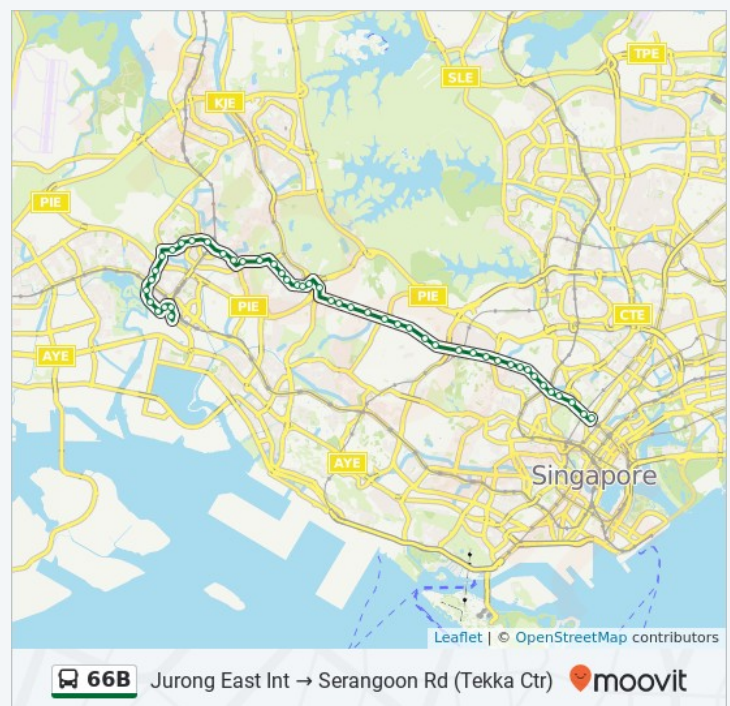 TPE
SLE
KJE
PIE
PIE
PIE
CTE
AYE
AYE
Singapore
Leaflet | © OpenStreetMap contributors
66B Jurong East Int → Serangoon Rd (Tekka Ctr) moovit